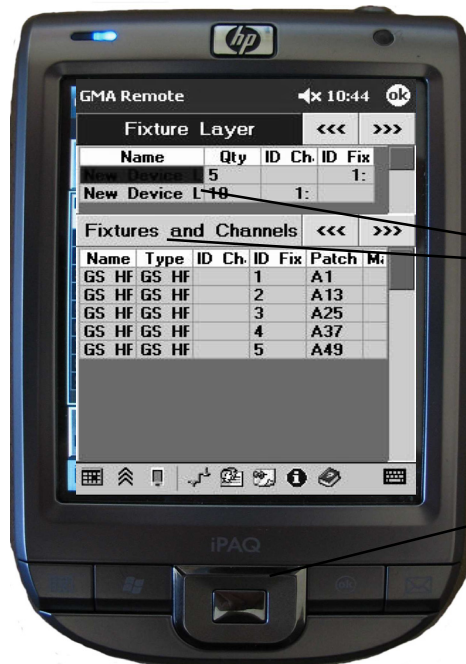 hp
GMA Remote 10:44 ok
Fixture Layer <<< >>>
Name Qty ID Ch. ID Fix
New Device L 5 1:
New Device L 10 1:
Fixtures and Channels <<< >>>
Name Type ID Ch. ID Fix Patch Ma
GS HF GS HF 1 A1
GS HF GS HF 2 A13
GS HF GS HF 3 A25
GS HF GS HF 4 A37
GS HF GS HF 5 A49
iPAQ
ok